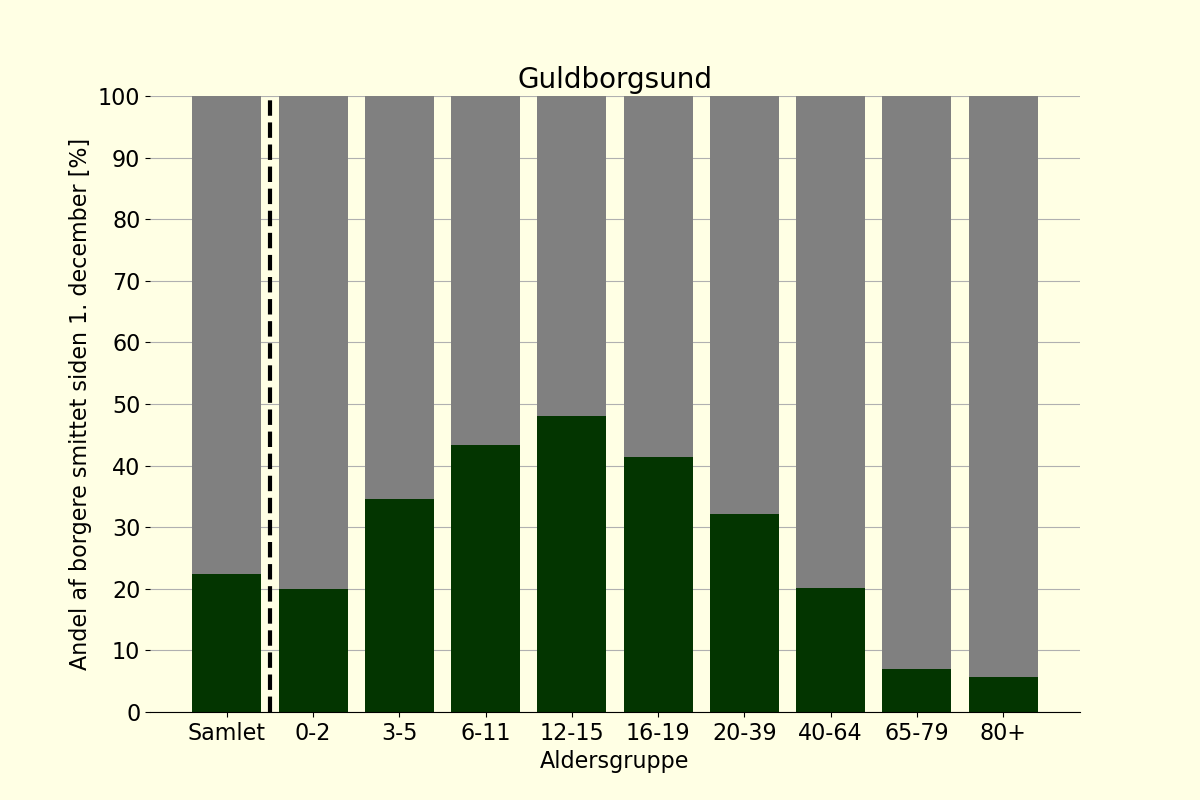 Guldborgsund
Andel af borgere smittet siden 1. december [%]
100
90
80
70
60
50
40
30
20
10
0
Samlet 0-2 3-5 6-11 12-15 16-19 20-39 40-64 65-79 80+
Aldersgruppe